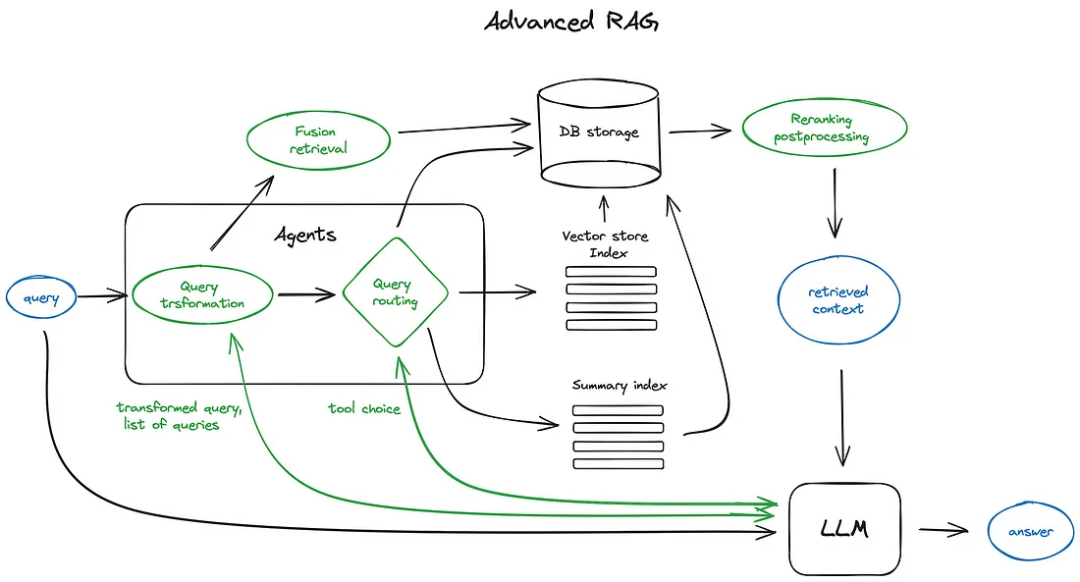 Advanced RAG
Fusion
retrieval
DB storage
Reranking
postprocessing
Agents
Vector store
Index
query
Query
trsformation
Query
routing
retrieved
context
Summary index
transformed query,
list of queries
tool choice
LLM
answer